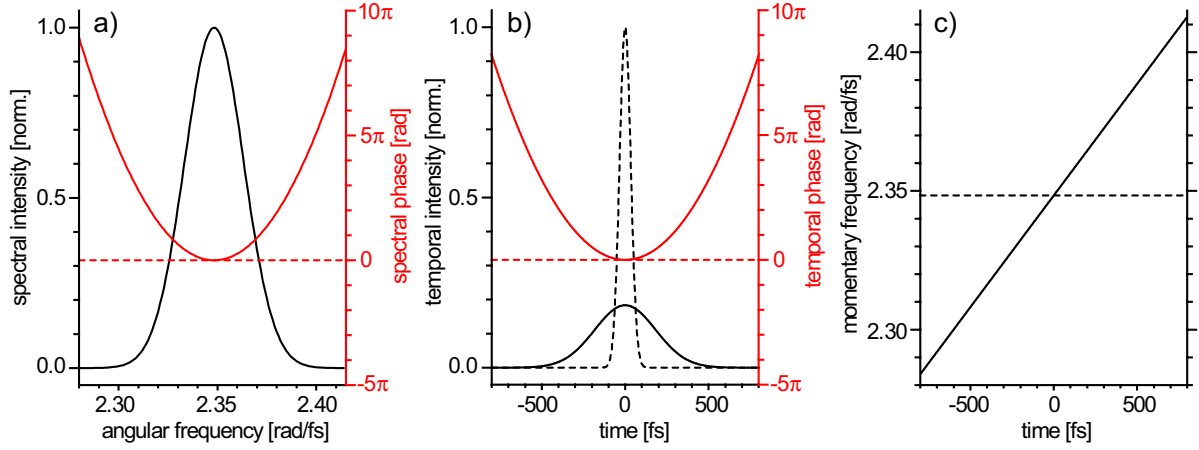 a)
1.0
0.5
0.0
spectral intensity [norm.]
10π
5π
0
-5π
spectral phase [rad]
2.30
2.35
2.40
angular frequency [rad/fs]
b)
1.0
0.5
0.0
temporal intensity [norm.]
10π
5π
0
-5π
temporal phase [rad]
-500
0
500
time [fs]
c)
2.40
2.35
2.30
momentary frequency [rad/fs]
-500
0
500
time [fs]